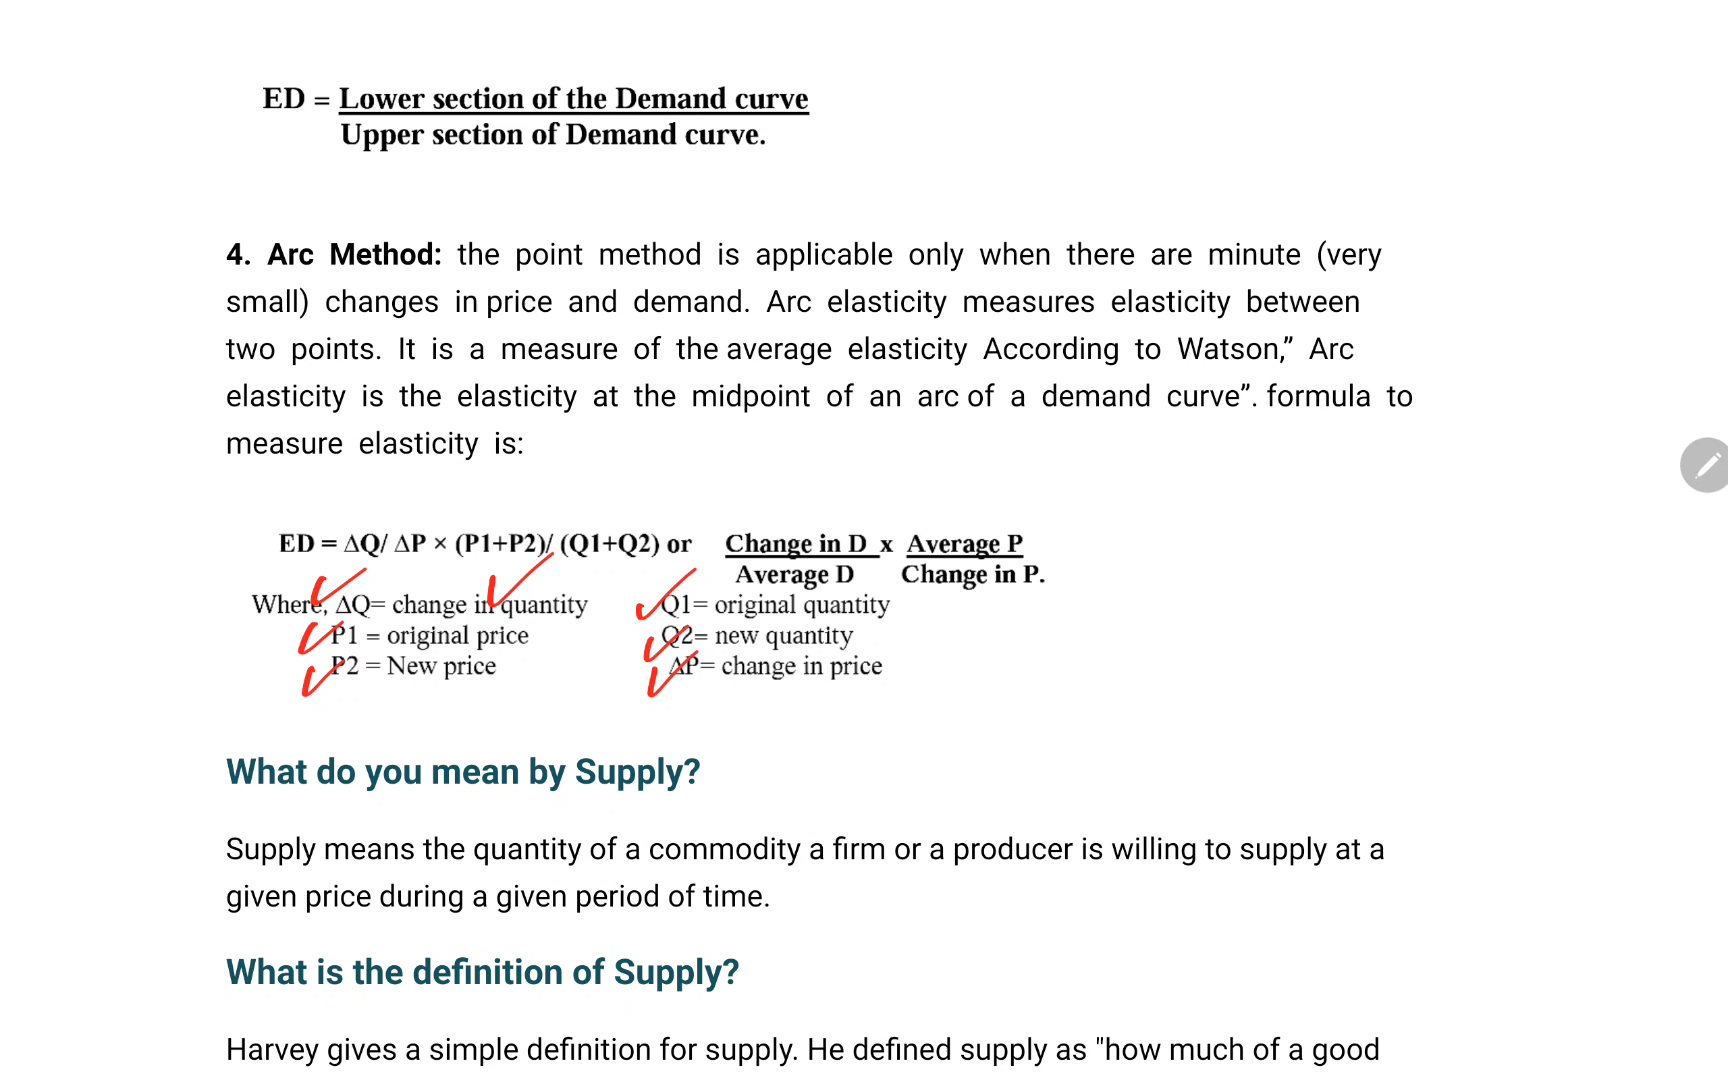 ED = Lower section of the Demand curve
Upper section of Demand curve.
4. Arc Method: the point method is applicable only when there are minute (very
small) changes in price and demand. Arc elasticity measures elasticity between
two points. It is a measure of the average elasticity According to Watson,” Arc
elasticity is the elasticity at the midpoint of an arc of a demand curve”. formula to
measure elasticity is:
ED = ΔQ/ ΔP × (P1+P2)/ (Q1+Q2) or Change in D x Average P
Average D Change in P.
Where, ΔQ= change in quantity Q1= original quantity
P1 = original price Q2= new quantity
P2 = New price ΔP= change in price
What do you mean by Supply?
Supply means the quantity of a commodity a firm or a producer is willing to supply at a
given price during a given period of time.
What is the definition of Supply?
Harvey gives a simple definition for supply. He defined supply as "how much of a good